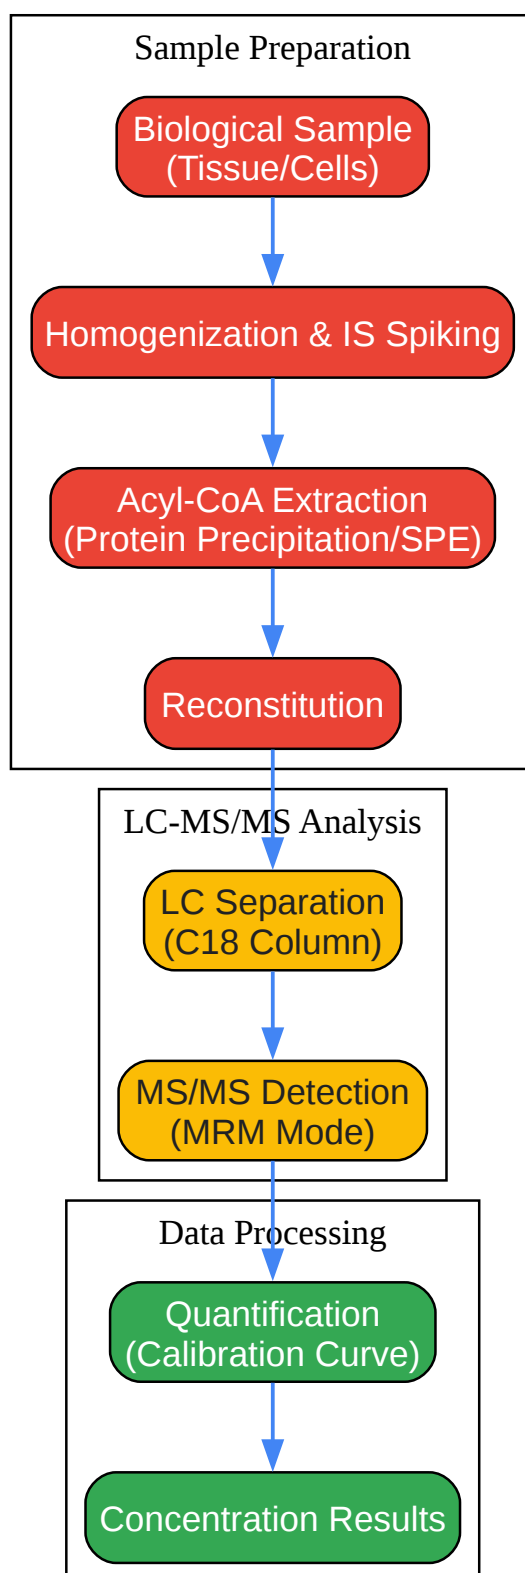 Sample Preparation
Biological Sample
(Tissue/Cells)
Homogenization & IS Spiking
Acyl-CoA Extraction
(Protein Precipitation/SPE)
Reconstitution
LC-MS/MS Analysis
LC Separation
(C18 Column)
MS/MS Detection
(MRM Mode)
Data Processing
Quantification
(Calibration Curve)
Concentration Results